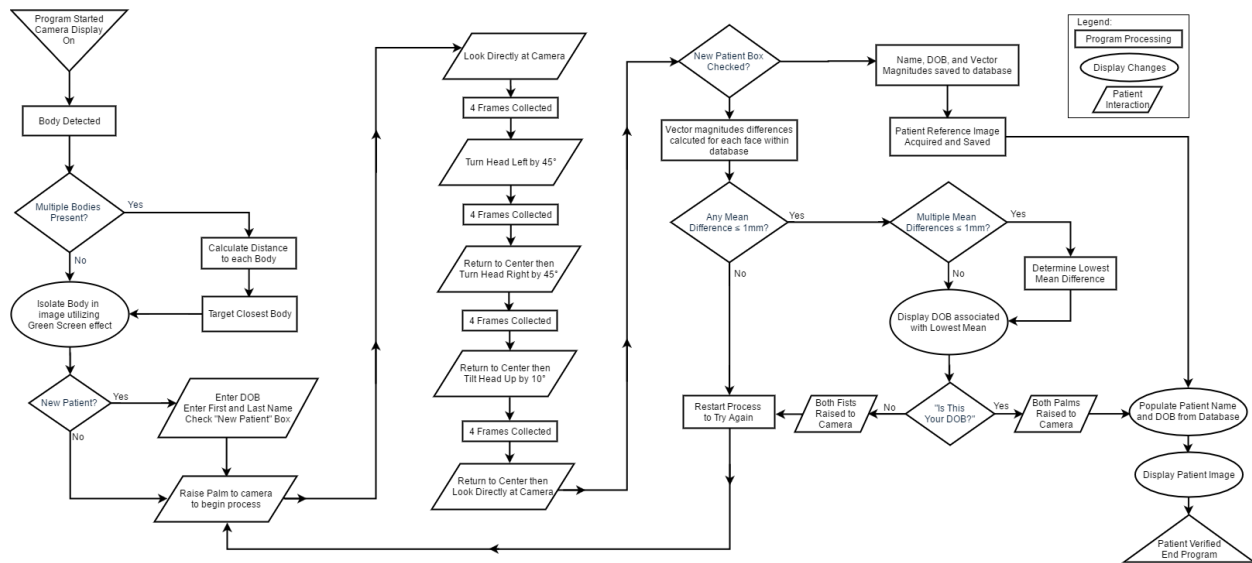 Program Started
Camera Display
On
Body Detected
Multiple Bodies
Present?
Yes
No
Calculate Distance
to each Body
Target Closest Body
Isolate Body in
image utilizing
Green Screen effect
New Patient?
Yes
No
Enter DOB
Enter First and Last Name
Check "New Patient" Box
Raise Palm to camera
to begin process
Look Directly at Camera
4 Frames Collected
Turn Head Left by 45°
4 Frames Collected
Return to Center then
Turn Head Right by 45°
4 Frames Collected
Return to Center then
Tilt Head Up by 10°
4 Frames Collected
Return to Center then
Look Directly at Camera
New Patient Box
Checked?
Name, DOB, and Vector
Magnitudes saved to database
Patient Reference Image
Acquired and Saved
Vector magnitudes differences
calcuted for each face within
database
Any Mean
Difference ≤ 1mm?
Yes
No
Multiple Mean
Differences ≤ 1mm?
Yes
No
Determine Lowest
Mean Difference
Display DOB associated
with Lowest Mean
"Is This
Your DOB?"
No
Yes
Both Fists
Raised to
Camera
Both Palms
Raised to
Camera
Restart Process
to Try Again
Populate Patient Name
and DOB from Database
Display Patient Image
Patient Verified
End Program
Legend:
Program Processing
Display Changes
Patient
Interaction